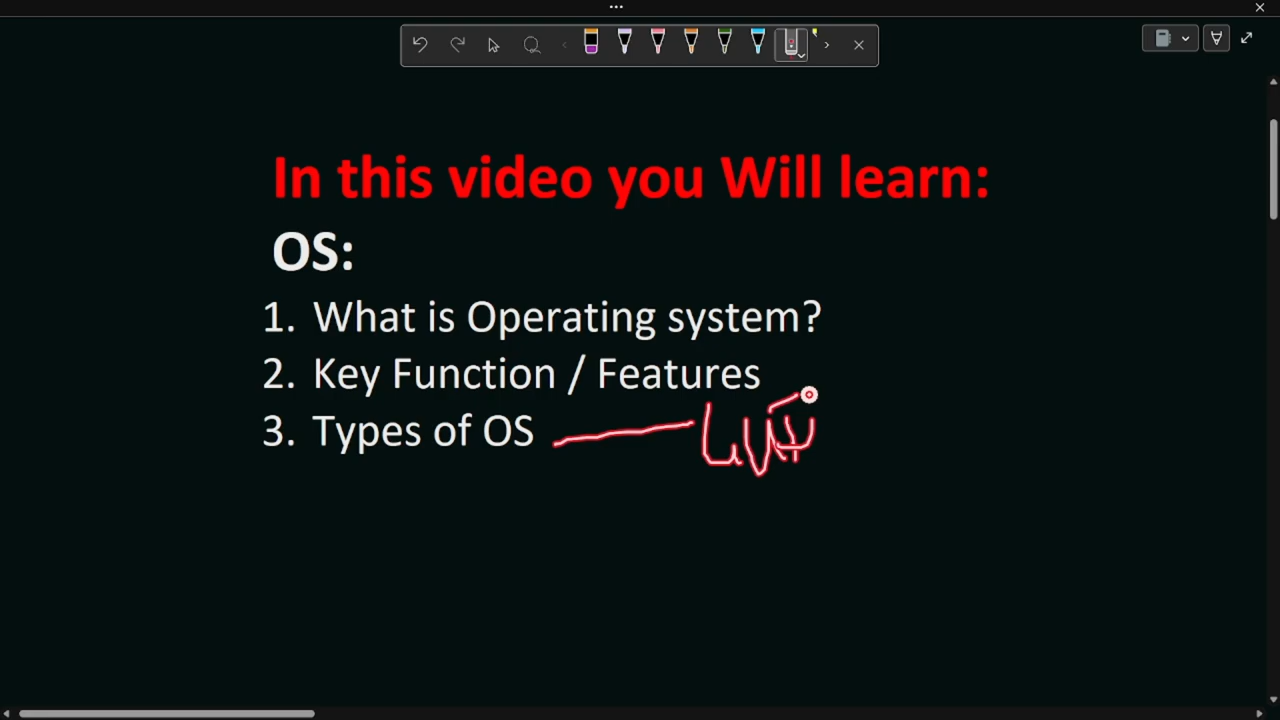 In this video you Will learn:
OS:
1. What is Operating system?
2. Key Function / Features
3. Types of OS